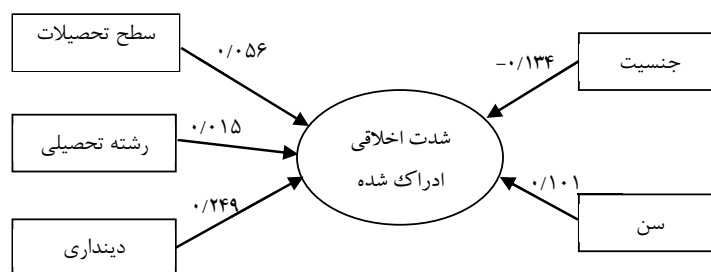 سطح تحصیلات
۰/۰۵۶
-۰/۱۳۴
جنسیت
رشته تحصیلی
۰/۰۱۵
شدت اخلاقی
ادراک شده
دینداری
۰/۲۴۹
۰/۱۰۱
سن